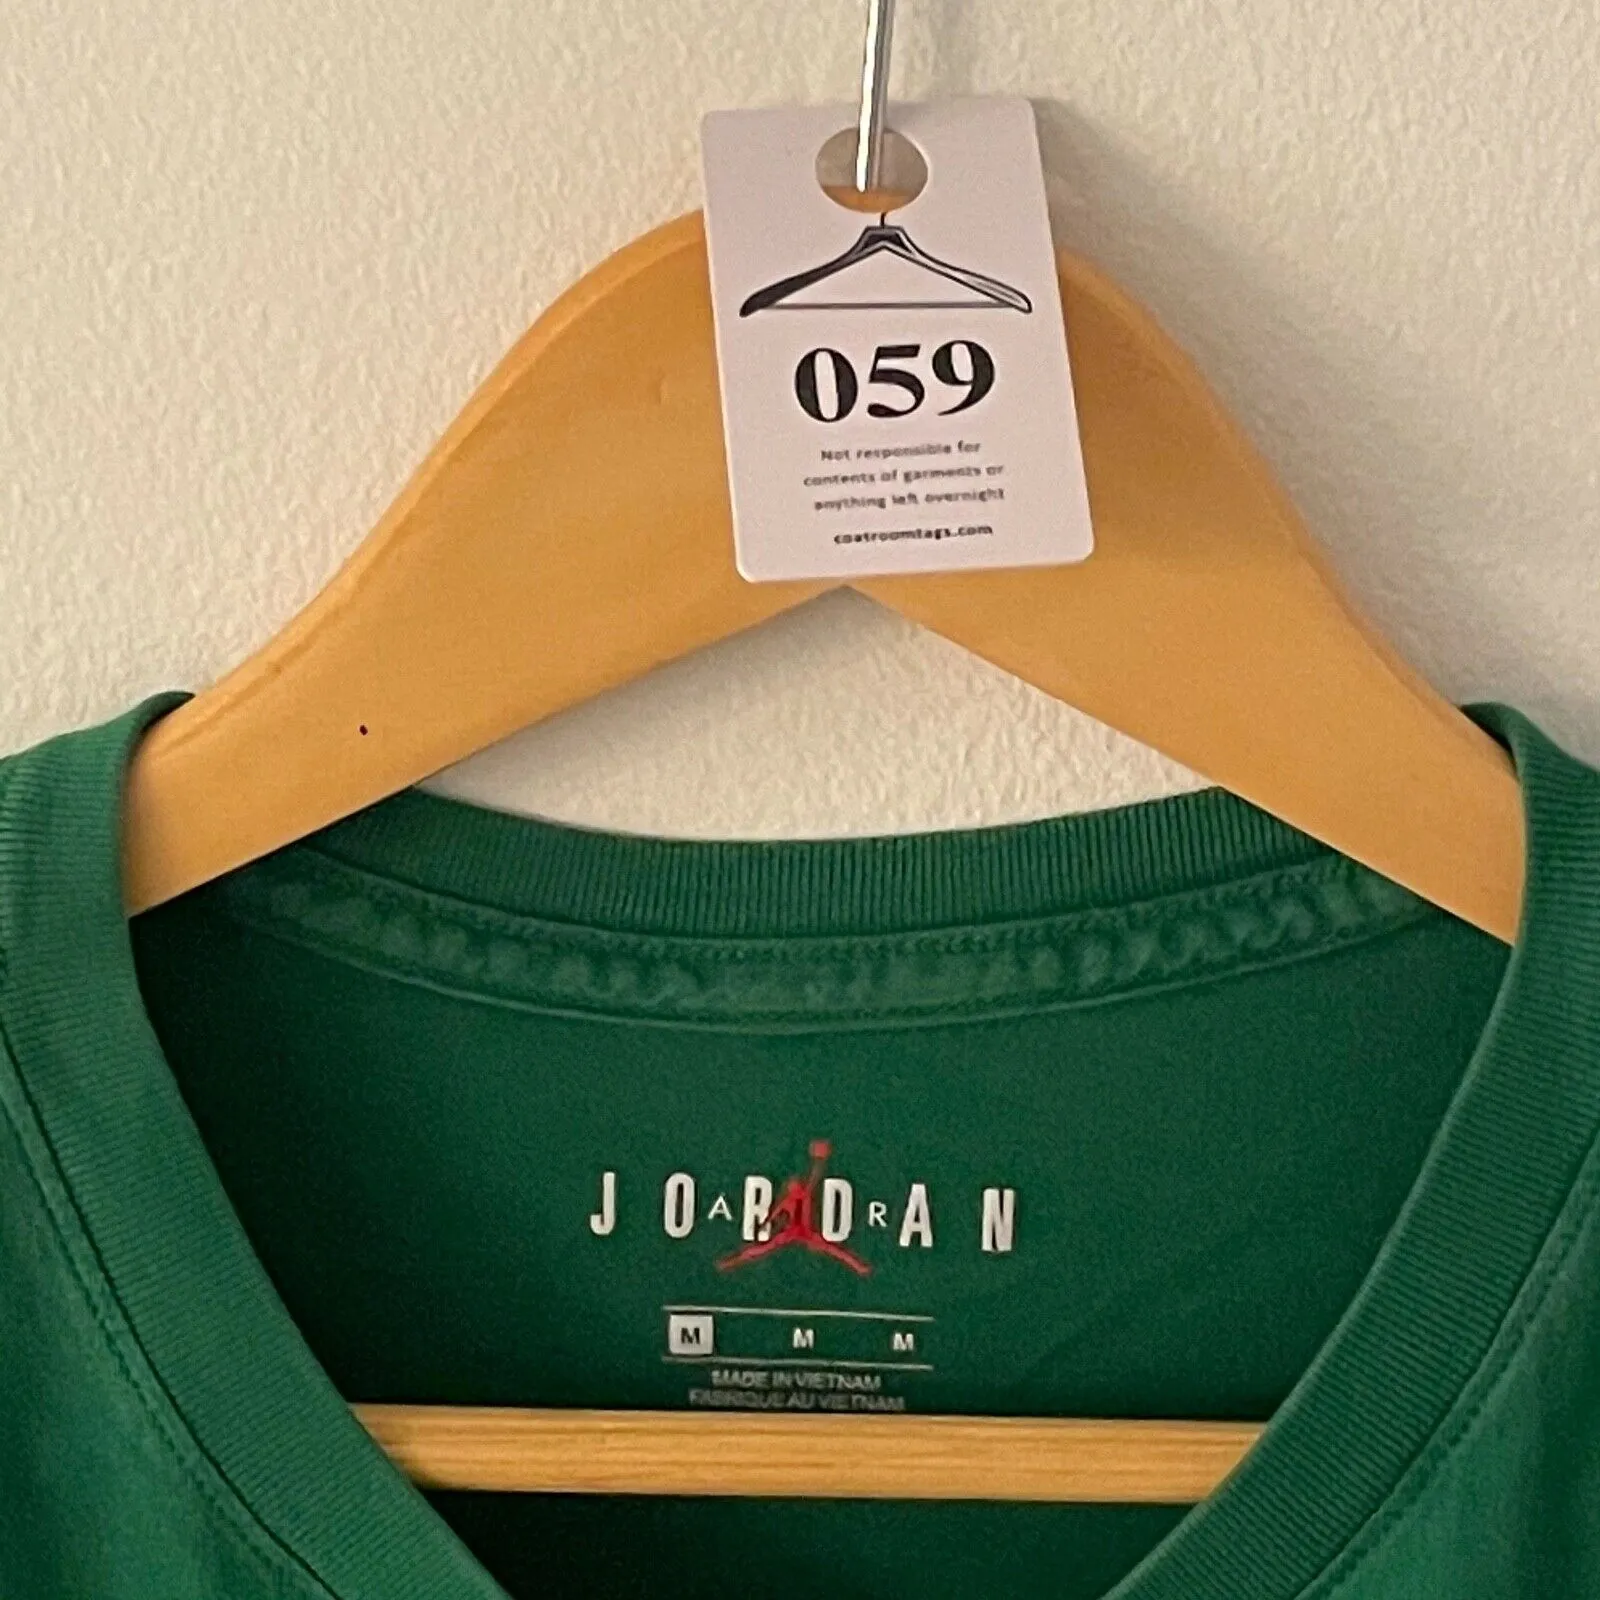 059
Not responsible for
contents of garments or
anything left overnight
coatroomtags.com
JORDAN
AIR
M M M
MADE IN VIETNAM
FABRIQUE AU VIETNAM